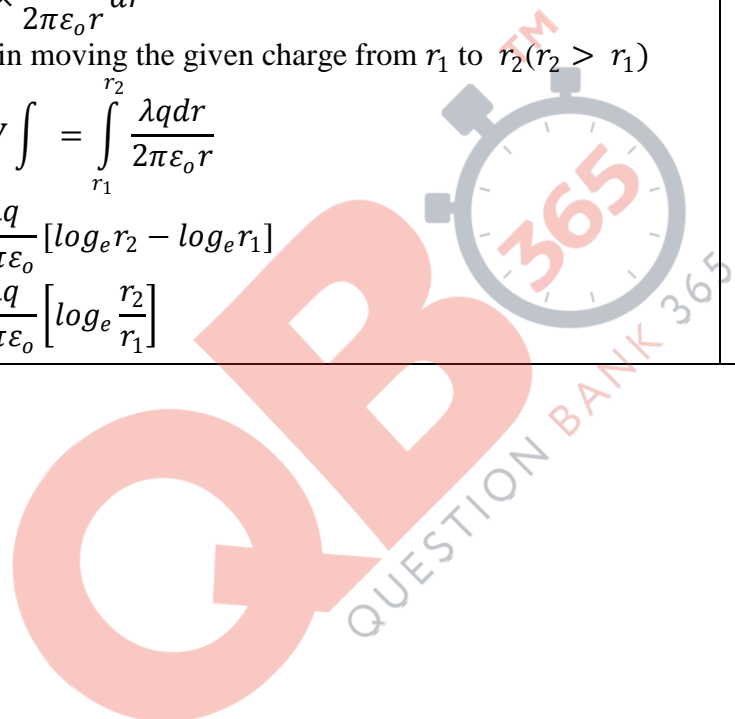 2πε₀r dr
in moving the given charge from r₁ to r₂(r₂ > r₁)
∫ = ∫_{r₁}^{r₂} λqdr / 2πε₀r
q / πε₀ [logₑr₂ − logₑr₁]
q / πε₀ [logₑ r₂/r₁]
365
TM
QB
QUESTION BANK 365